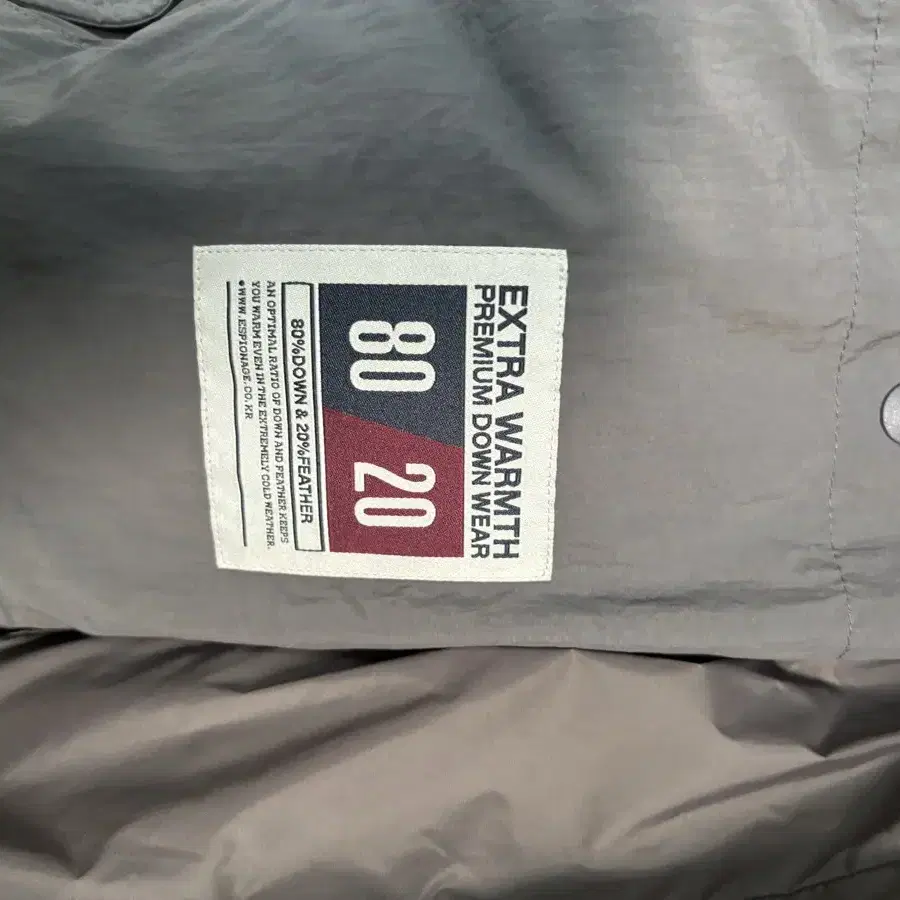 EXTRA WARMTH
PREMIUM DOWN WEAR
80 20
80%DOWN & 20%FEATHER
AN OPTIMAL RATIO OF DOWN AND FEATHER KEEPS
YOU WARM EVEN IN THE EXTREMELY COLD WEATHER.
●WWW.ESPIONAGE.CO.KR